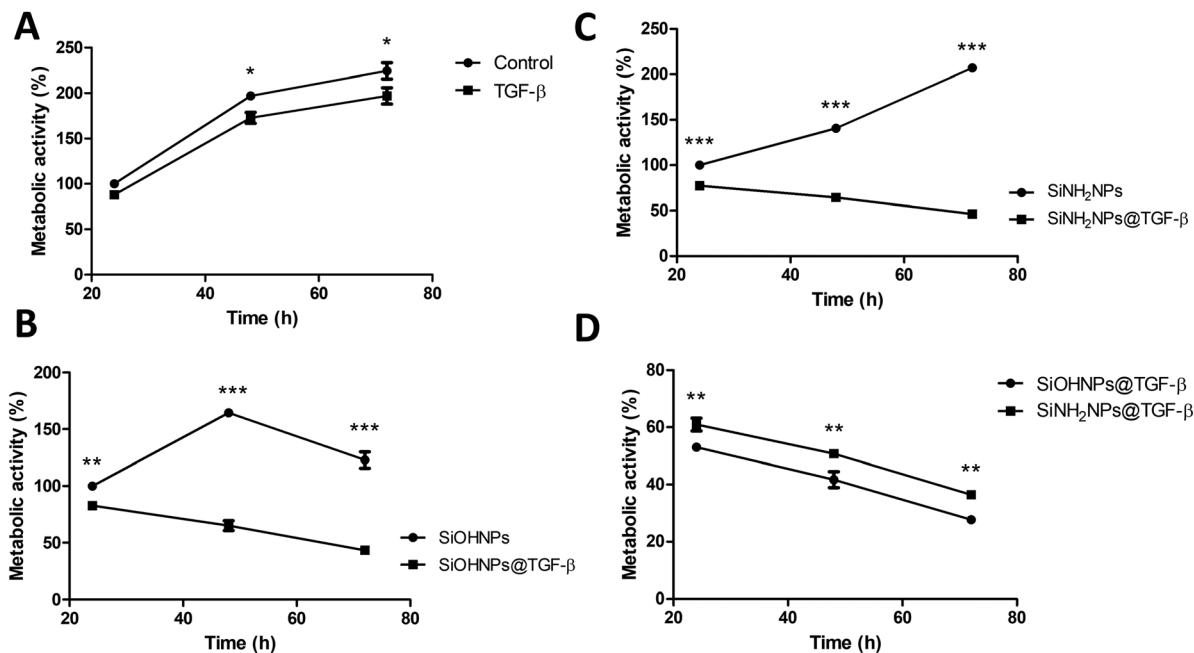 A
Metabolic activity (%)
250
200
150
100
50
0
*
*
Control
TGF-β
20
40
60
80
Time (h)
B
Metabolic activity (%)
200
150
100
50
0
**
***
***
SiOHNPs
SiOHNPs@TGF-β
20
40
60
80
Time (h)
C
Metabolic activity (%)
250
200
150
100
50
0
***
***
***
SiNH₂NPs
SiNH₂NPs@TGF-β
20
40
60
80
Time (h)
D
Metabolic activity (%)
80
60
40
20
0
**
**
**
SiOHNPs@TGF-β
SiNH₂NPs@TGF-β
20
40
60
80
Time (h)